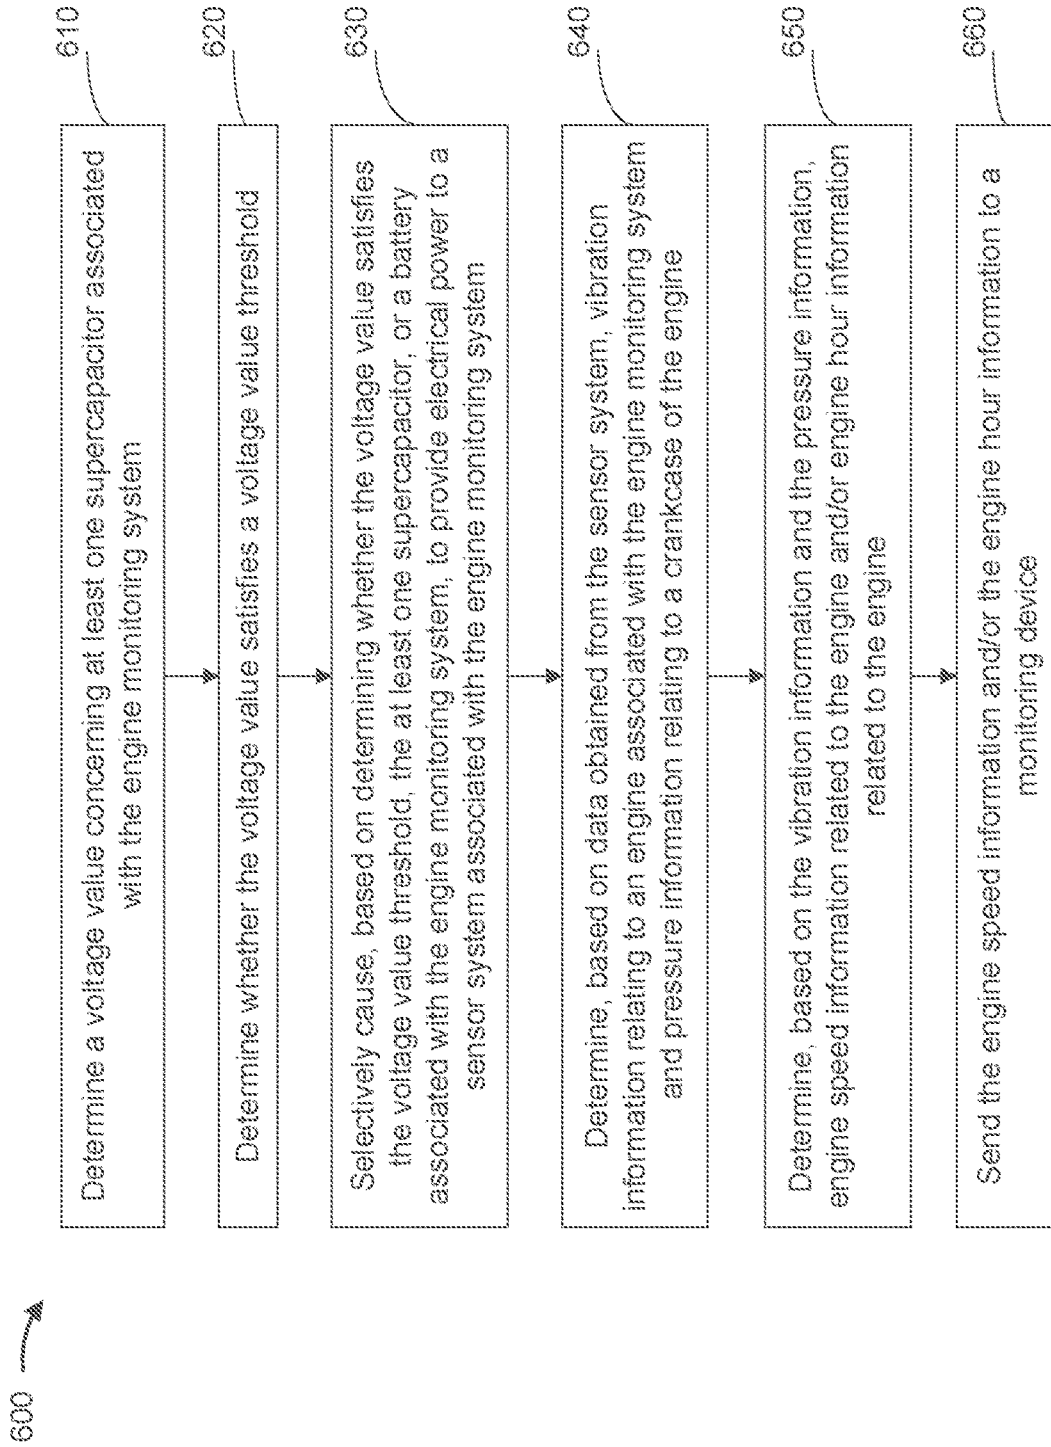 600
610
Determine a voltage value concerning at least one supercapacitor associated
with the engine monitoring system
620
Determine whether the voltage value satisfies a voltage value threshold
630
Selectively cause, based on determining whether the voltage value satisfies
the voltage value threshold, the at least one supercapacitor, or a battery
associated with the engine monitoring system, to provide electrical power to a
sensor system associated with the engine monitoring system
640
Determine, based on data obtained from the sensor system, vibration
information relating to an engine associated with the engine monitoring system
and pressure information relating to a crankcase of the engine
650
Determine, based on the vibration information and the pressure information,
engine speed information related to the engine and/or engine hour information
related to the engine
660
Send the engine speed information and/or the engine hour information to a
monitoring device